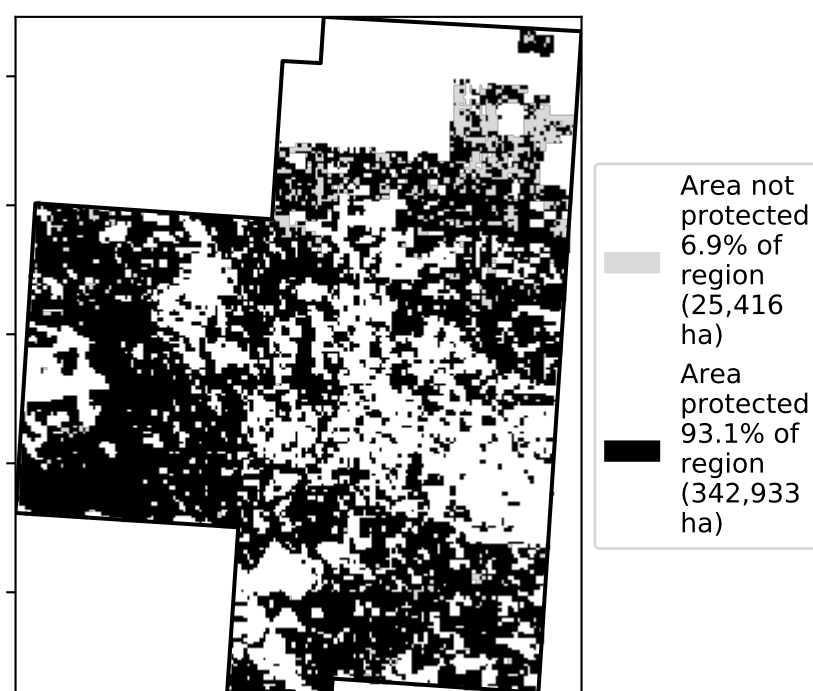 Area not
protected
6.9% of
region
(25,416
ha)
Area
protected
93.1% of
region
(342,933
ha)